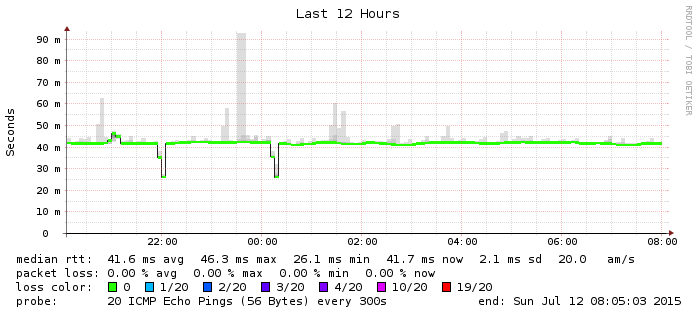 Last 12 Hours
RRDTOOL / TOBI OETIKER
Seconds
90 m
80 m
70 m
60 m
50 m
40 m
30 m
20 m
10 m
0
22:00 00:00 02:00 04:00 06:00 08:00
median rtt: 41.6 ms avg 46.3 ms max 26.1 ms min 41.7 ms now 2.1 ms sd 20.0 am/s
packet loss: 0.00 % avg 0.00 % max 0.00 % min 0.00 % now
loss color: 0 1/20 2/20 3/20 4/20 10/20 19/20
probe: 20 ICMP Echo Pings (56 Bytes) every 300s end: Sun Jul 12 08:05:03 2015